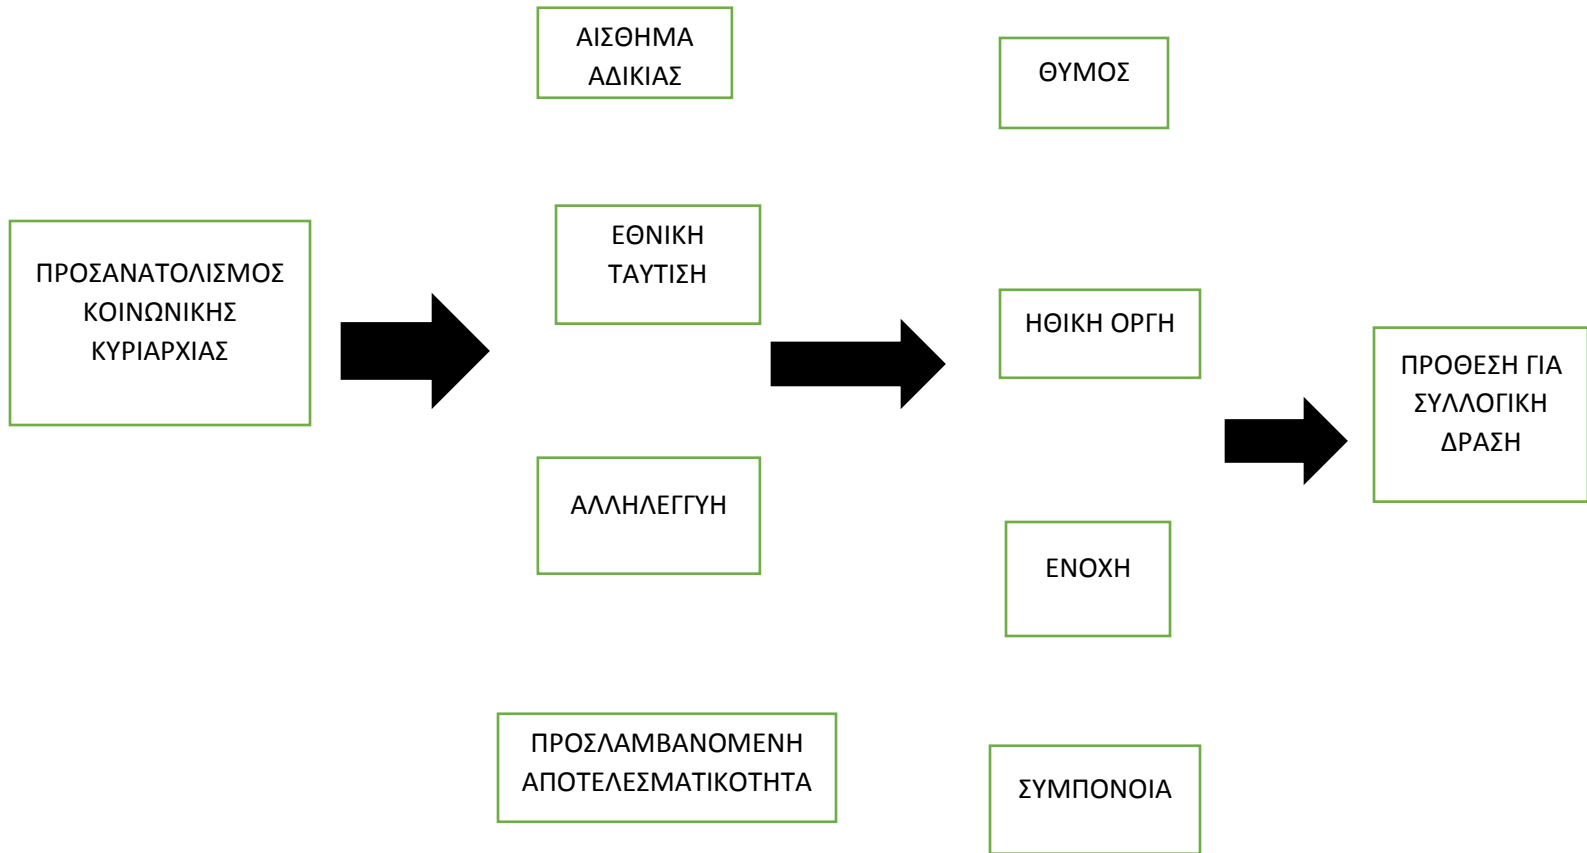 ΑΙΣΘΗΜΑ
ΑΔΙΚΙΑΣ
ΘΥΜΟΣ
ΕΘΝΙΚΗ
ΤΑΥΤΙΣΗ
ΠΡΟΣΑΝΑΤΟΛΙΣΜΟΣ
ΚΟΙΝΩΝΙΚΗΣ
ΚΥΡΙΑΡΧΙΑΣ
ΗΘΙΚΗ ΟΡΓΗ
ΠΡΟΘΕΣΗ ΓΙΑ
ΣΥΛΛΟΓΙΚΗ
ΔΡΑΣΗ
ΑΛΛΗΛΕΓΓΥΗ
ΕΝΟΧΗ
ΠΡΟΣΛΑΜΒΑΝΟΜΕΝΗ
ΑΠΟΤΕΛΕΣΜΑΤΙΚΟΤΗΤΑ
ΣΥΜΠΟΝΟΙΑ